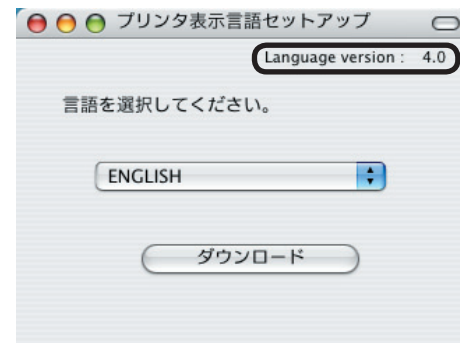 プリンタ表示言語セットアップ
Language version : 4.0
言語を選択してください。
ENGLISH
ダウンロード